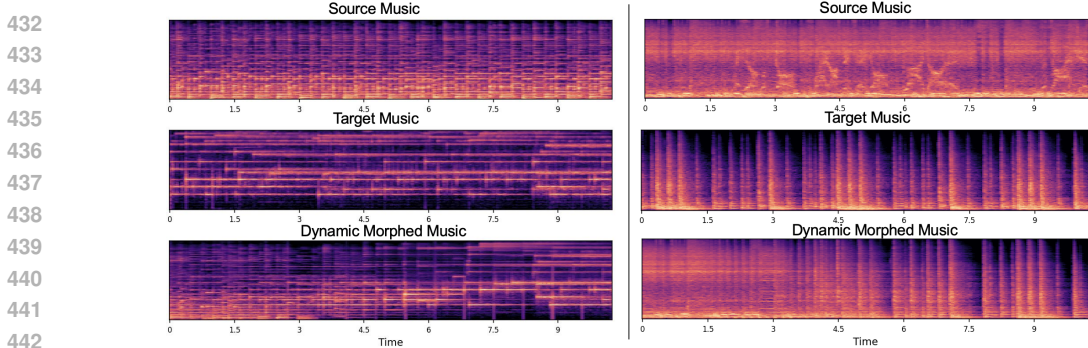 432
433
434
435
436
437
438
439
440
441
442
Source Music
0 1.5 3 4.5 6 7.5 9
Target Music
0 1.5 3 4.5 6 7.5 9
Dynamic Morphed Music
0 1.5 3 4.5 6 7.5 9
Time
Source Music
0 1.5 3 4.5 6 7.5 9
Target Music
0 1.5 3 4.5 6 7.5 9
Dynamic Morphed Music
0 1.5 3 4.5 6 7.5 9
Time